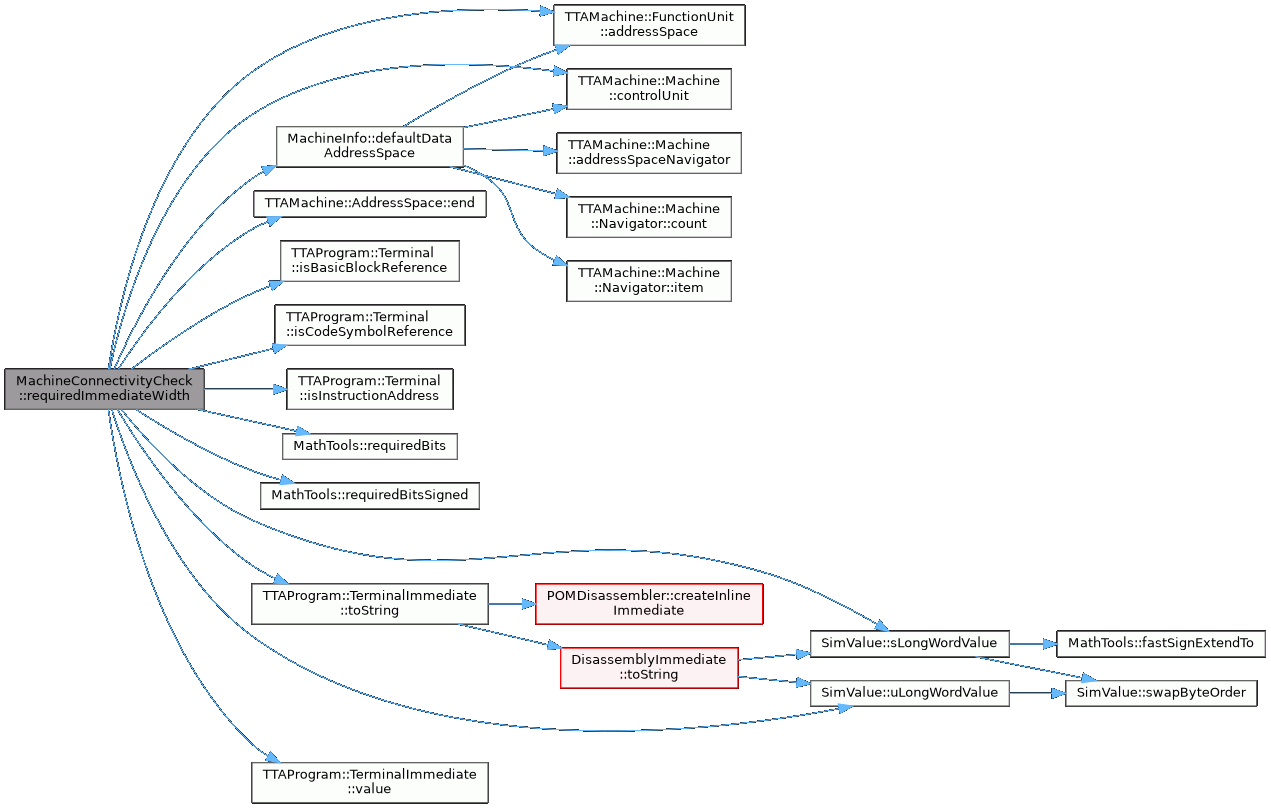 TTAMachine::FunctionUnit
::addressSpace
TTAMachine::Machine
::controlUnit
MachineInfo::defaultData
AddressSpace
TTAMachine::Machine
::addressSpaceNavigator
TTAMachine::AddressSpace::end
TTAMachine::Machine
::Navigator::count
TTAProgram::Terminal
::isBasicBlockReference
TTAMachine::Machine
::Navigator::item
TTAProgram::Terminal
::isCodeSymbolReference
MachineConnectivityCheck
::requiredImmediateWidth
TTAProgram::Terminal
::isInstructionAddress
MathTools::requiredBits
MathTools::requiredBitsSigned
TTAProgram::TerminalImmediate
::toString
POMDisassembler::createInline
Immediate
DisassemblyImmediate
::toString
SimValue::sLongWordValue
MathTools::fastSignExtendTo
SimValue::uLongWordValue
SimValue::swapByteOrder
TTAProgram::TerminalImmediate
::value